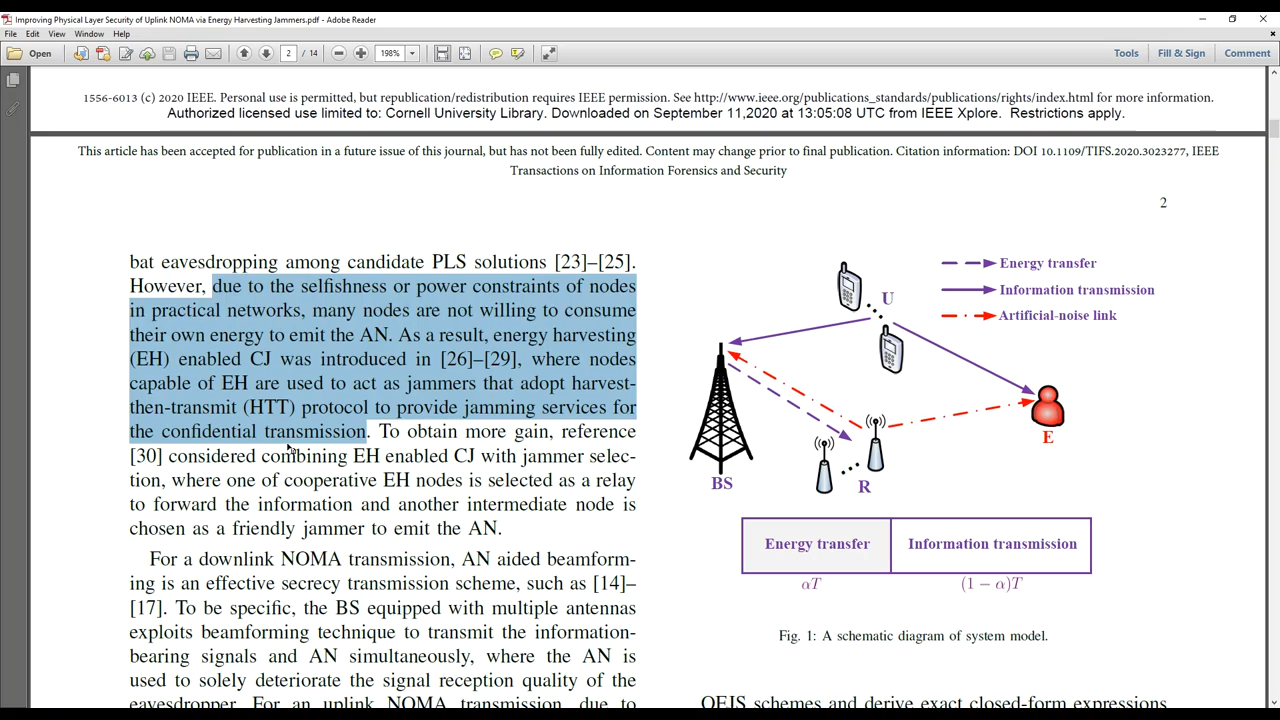 Improving Physical Layer Security of Uplink NOMA via Energy Harvesting Jammers.pdf - Adobe Reader
File Edit View Window Help
Open 2 / 14 198% Tools Fill & Sign Comment
1556-6013 (c) 2020 IEEE. Personal use is permitted, but republication/redistribution requires IEEE permission. See http://www.ieee.org/publications_standards/publications/rights/index.html for more information.
Authorized licensed use limited to: Cornell University Library. Downloaded on September 11,2020 at 13:05:08 UTC from IEEE Xplore. Restrictions apply.
This article has been accepted for publication in a future issue of this journal, but has not been fully edited. Content may change prior to final publication. Citation information: DOI 10.1109/TIFS.2020.3023277, IEEE
Transactions on Information Forensics and Security
2
bat eavesdropping among candidate PLS solutions [23]–[25].
However, due to the selfishness or power constraints of nodes
in practical networks, many nodes are not willing to consume
their own energy to emit the AN. As a result, energy harvesting
(EH) enabled CJ was introduced in [26]–[29], where nodes
capable of EH are used to act as jammers that adopt harvest-
then-transmit (HTT) protocol to provide jamming services for
the confidential transmission. To obtain more gain, reference
[30] considered combining EH enabled CJ with jammer selec-
tion, where one of cooperative EH nodes is selected as a relay
to forward the information and another intermediate node is
chosen as a friendly jammer to emit the AN.
For a downlink NOMA transmission, AN aided beamform-
ing is an effective secrecy transmission scheme, such as [14]–
[17]. To be specific, the BS equipped with multiple antennas
exploits beamforming technique to transmit the information-
bearing signals and AN simultaneously, where the AN is
used to solely deteriorate the signal reception quality of the
eavesdropper. For an uplink NOMA transmission, due to
Energy transfer
Information transmission
Artificial-noise link
U
E
BS
R
Energy transfer Information transmission
αT (1 − α)T
Fig. 1: A schematic diagram of system model.
OEJS schemes and derive exact closed-form expressions